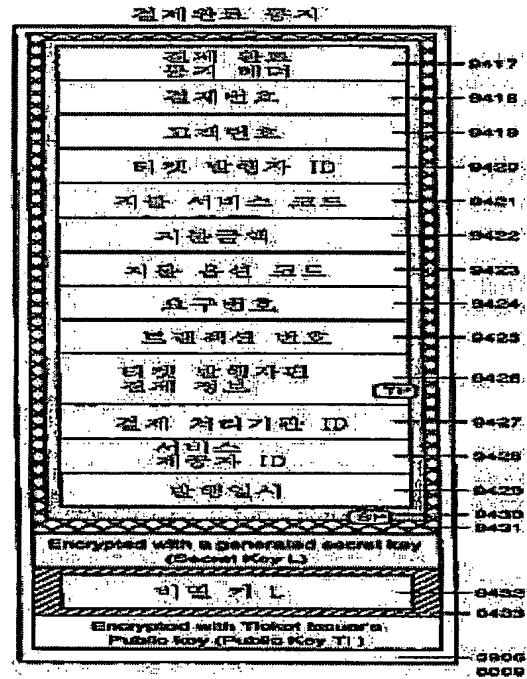 결제완료 통지
결제 완료
통지 헤더
9417
결제번호
9418
고객번호
9419
티켓 발행자 ID
9420
지불 서비스 코드
9421
지불금액
9422
지불 옵션 코드
9423
요구번호
9424
트랜잭션 번호
9425
티켓 발행자편
결제 정보
9426
결제 처리기관 ID
9427
서비스
제공자 ID
9428
발행일시
9429
9430
9431
Encrypted with a generated secret key
(Secret Key L)
비밀 키 L
9432
9433
Encrypted with Ticket Issuer's
Public key (Public Key TI)